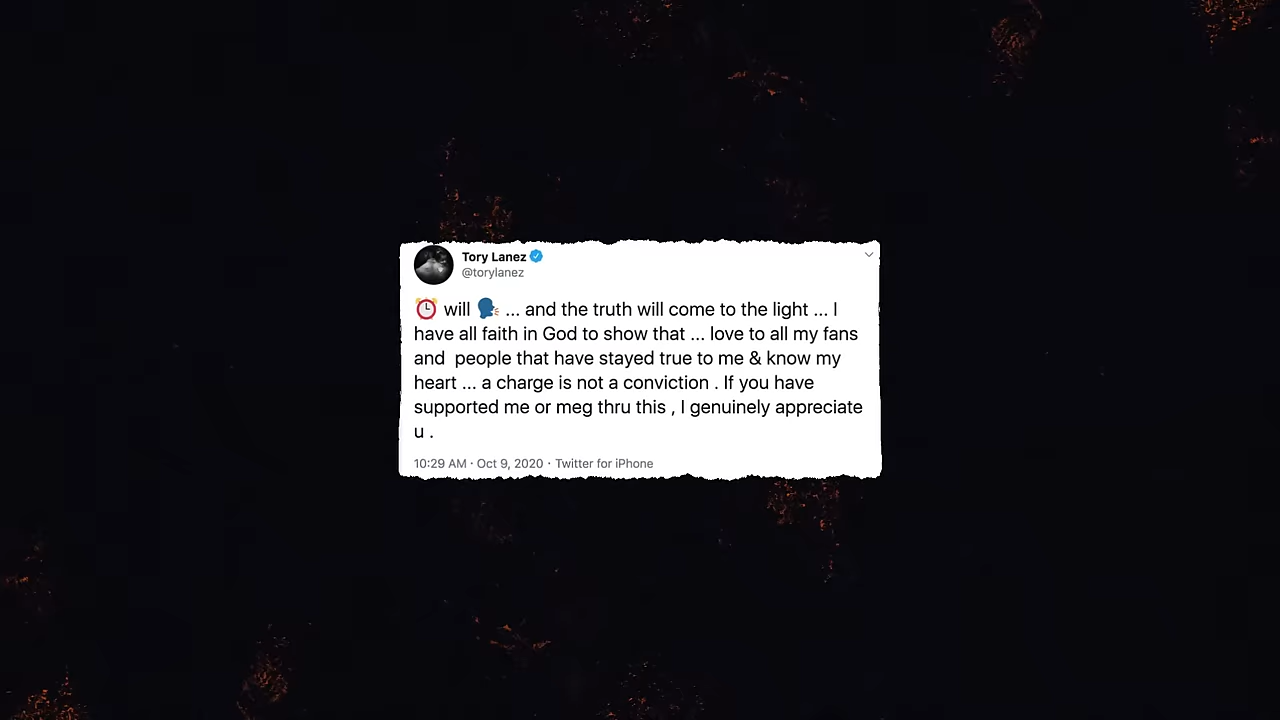 Tory Lanez
@torylanez
⏰ will 🗣 ... and the truth will come to the light ... I
have all faith in God to show that ... love to all my fans
and  people that have stayed true to me & know my
heart ... a charge is not a conviction . If you have
supported me or meg thru this , I genuinely appreciate
u .
10:29 AM · Oct 9, 2020 · Twitter for iPhone